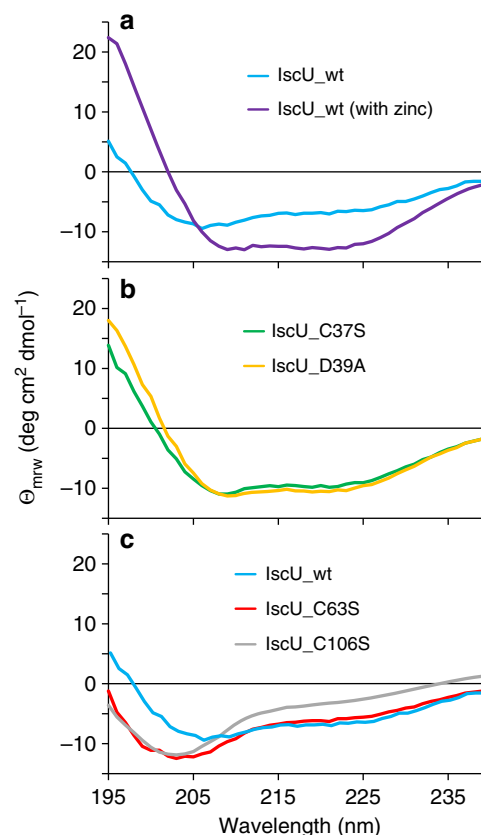 a
20
10
0
−10
IscU_wt
IscU_wt (with zinc)
b
20
10
0
−10
IscU_C37S
IscU_D39A
Θmrw (deg cm² dmol⁻¹)
c
20
10
0
−10
IscU_wt
IscU_C63S
IscU_C106S
195 205 215 225 235
Wavelength (nm)